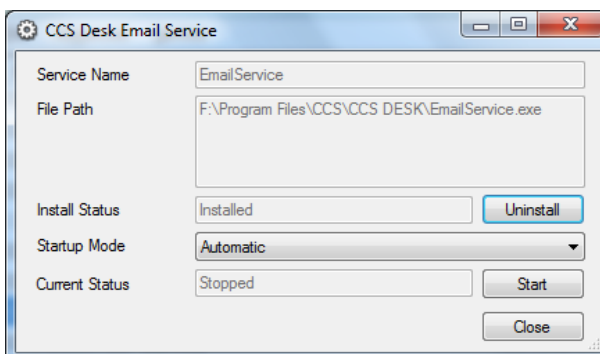 CCS Desk Email Service
Service Name EmailService
File Path F:\Program Files\CCS\CCS DESK\EmailService.exe
Install Status Installed Uninstall
Startup Mode Automatic
Current Status Stopped Start
Close